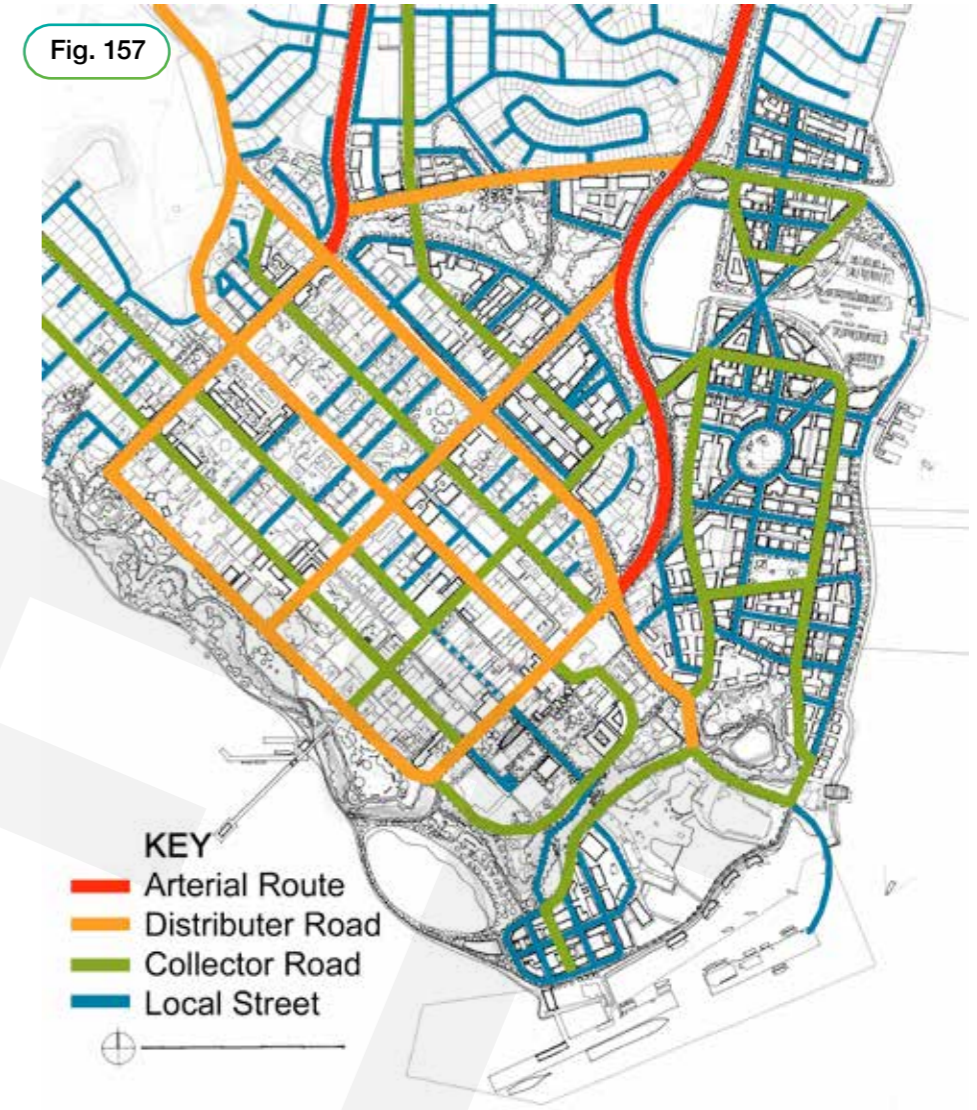 Fig. 157
KEY
Arterial Route
Distributer Road
Collector Road
Local Street